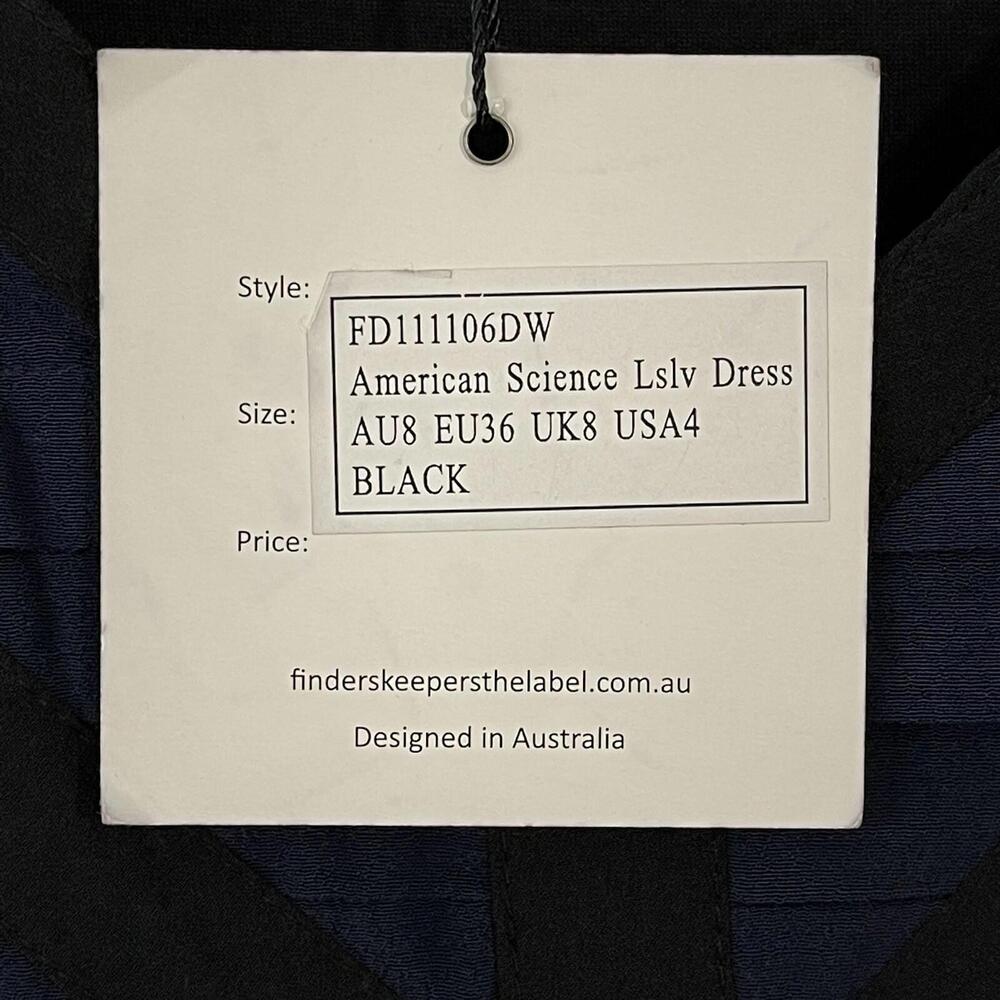 Style:
FD111106DW
American Science Lslv Dress
Size:
AU8 EU36 UK8 USA4
BLACK
Price:
finderskeepersthelabel.com.au
Designed in Australia